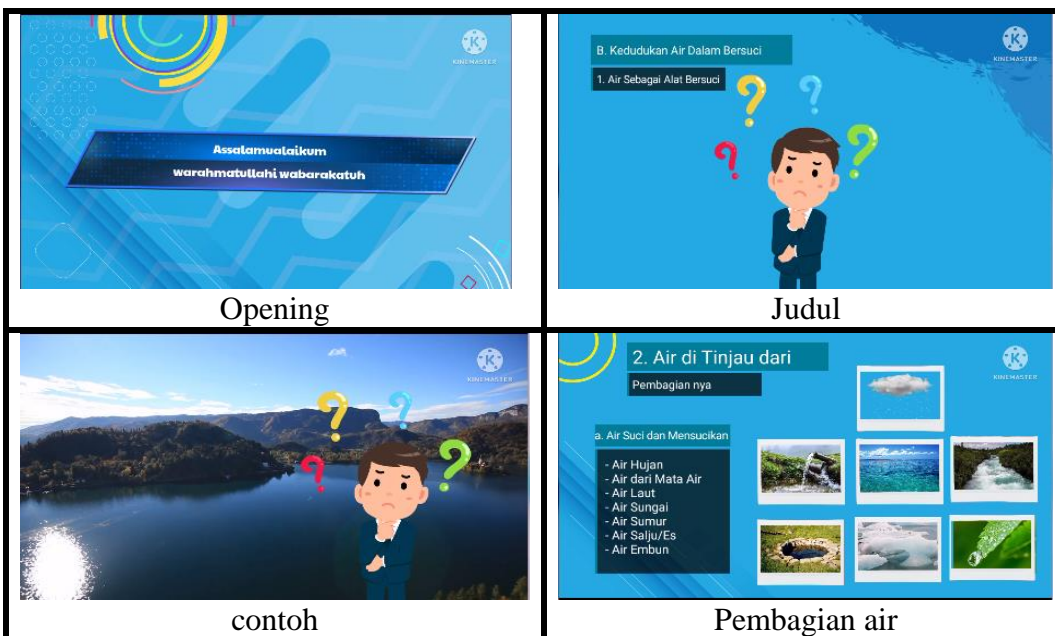 KINEMASTER
Assalamualaikum
warahmatullahi wabarakatuh
Opening
KINEMASTER
B. Kedudukan Air Dalam Bersuci
1. Air Sebagai Alat Bersuci
Judul
KINEMASTER
contoh
KINEMASTER
2. Air di Tinjau dari
Pembagian nya
a. Air Suci dan Mensucikan
- Air Hujan
- Air dari Mata Air
- Air Laut
- Air Sungai
- Air Sumur
- Air Salju/Es
- Air Embun
Pembagian air